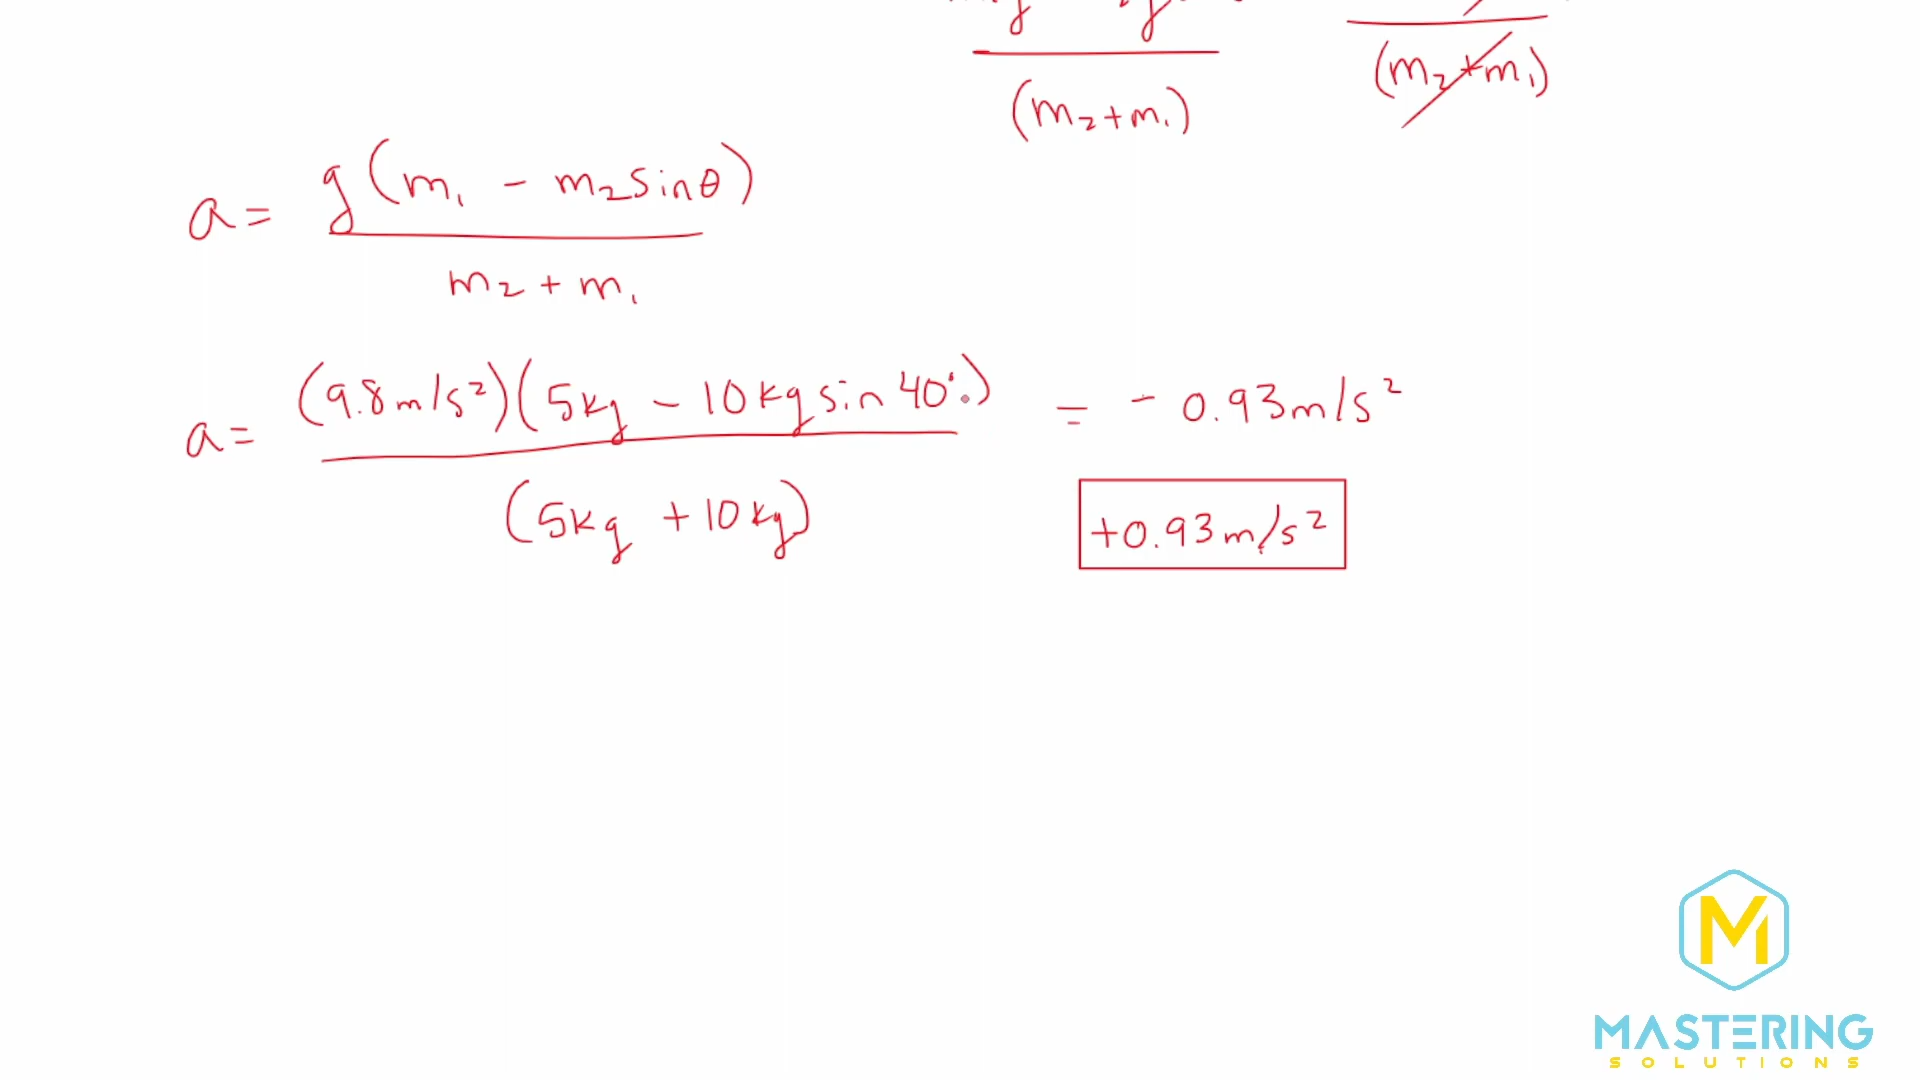 (m₂+m₁) (m₂+m₁)
a = g(m₁ - m₂sinθ)
m₂ + m₁
a = (9.8m/s²)(5kg - 10kg sin 40°) = - 0.93m/s²
(5kg + 10kg)
+0.93m/s²
M
MASTERING
SOLUTIONS